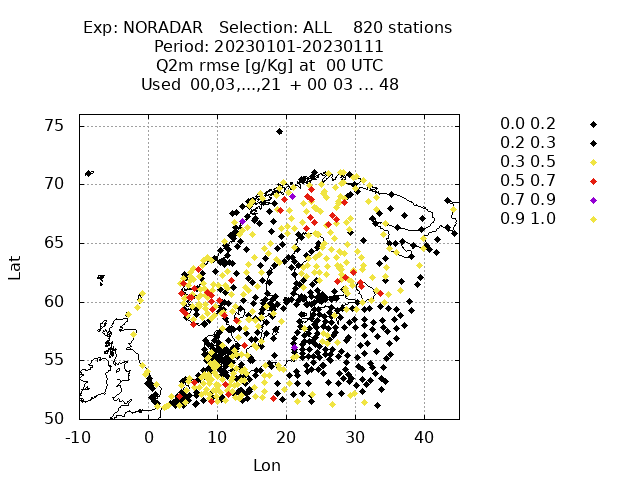 Exp: NORADAR   Selection: ALL    820 stations
Period: 20230101-20230111
Q2m rmse [g/Kg] at  00 UTC
Used  00,03,...,21  + 00 03 ... 48
75
70
65
60
55
50
-10 0 10 20 30 40
Lat
Lon
0.0 0.2
0.2 0.3
0.3 0.5
0.5 0.7
0.7 0.9
0.9 1.0